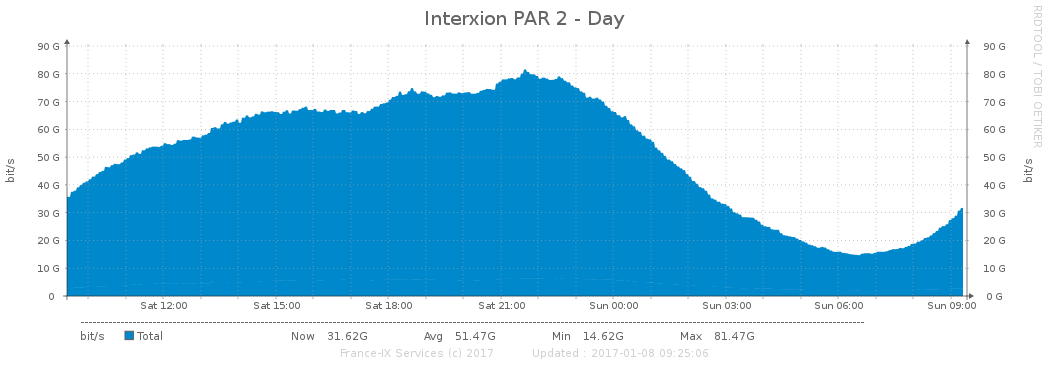 Interxion PAR 2 - Day
RRDTOOL / TOBI OETIKER
90 G 90 G
80 G 80 G
70 G 70 G
60 G 60 G
50 G 50 G
40 G 40 G
30 G 30 G
20 G 20 G
10 G 10 G
0 0 G
bit/s bit/s
Sat 12:00 Sat 15:00 Sat 18:00 Sat 21:00 Sun 00:00 Sun 03:00 Sun 06:00 Sun 09:00
bit/s Total Now 31.62G Avg 51.47G Min 14.62G Max 81.47G
France-IX Services (c) 2017 Updated : 2017-01-08 09:25:06